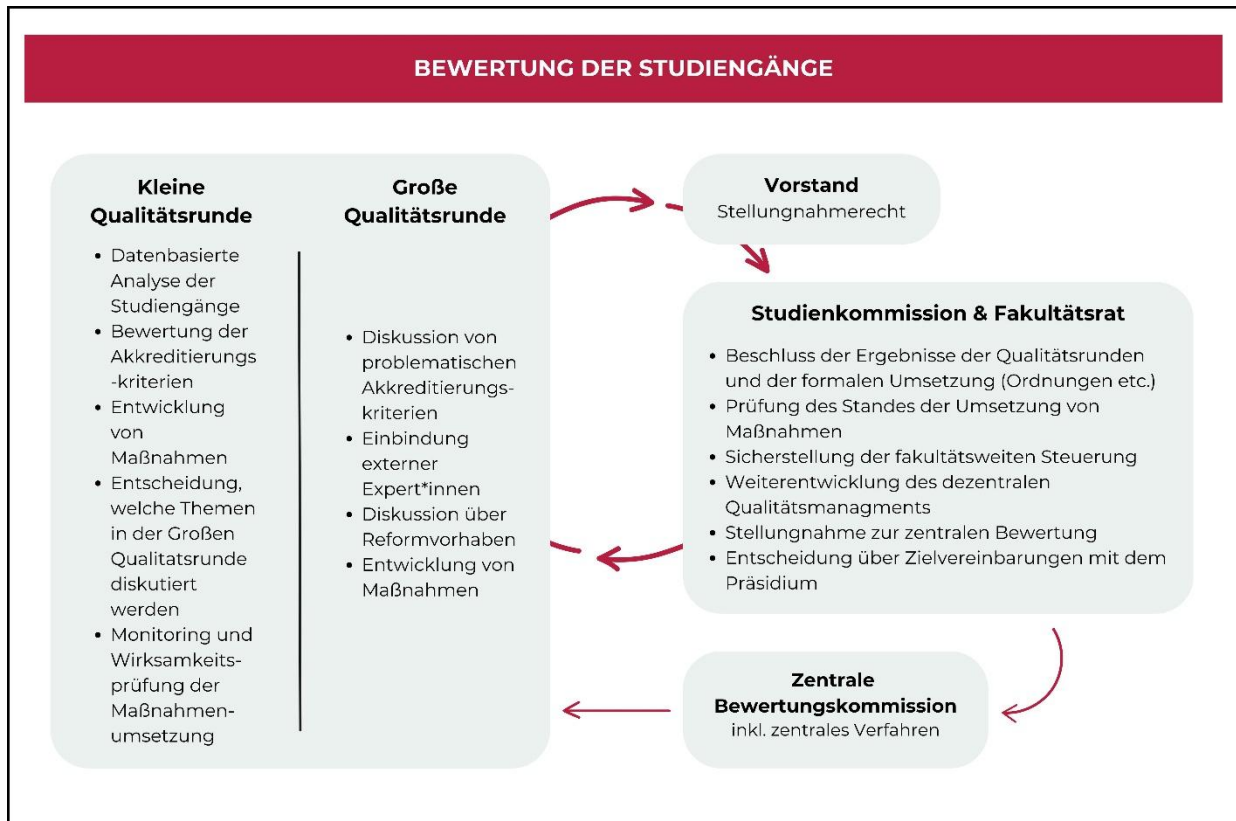 BEWERTUNG DER STUDIENGÄNGE
Kleine
Qualitätsrunde
• Datenbasierte
Analyse der
Studiengänge
• Bewertung der
Akkreditierungs
-kriterien
• Entwicklung
von
Maßnahmen
• Entscheidung,
welche Themen
in der Großen
Qualitatsrunde
diskutiert
werden
• Monitoring und
Wirksamkeits-
prüfung der
Maßnahmen-
umsetzung
Große
Qualitätsrunde
• Diskussion von
problematischen
Akkreditierungs-
kriterien
• Einbindung
externer
Expert*innen
• Diskussion über
Reformvorhaben
• Entwicklung von
Maßnahmen
Vorstand
Stellungnahmerecht
Studienkommission & Fakultätsrat
• Beschluss der Ergebnisse der Qualitätsrunden
und der formalen Umsetzung (Ordnungen etc.)
• Prüfung des Standes der Umsetzung von
Maßnahmen
• Sicherstellung der fakultätsweiten Steuerung
• Weiterentwicklung des dezentralen
Qualitätsmanagments
• Stellungnahme zur zentralen Bewertung
• Entscheidung über Zielvereinbarungen mit dem
Präsidium
Zentrale
Bewertungskommission
inkl. zentrales Verfahren